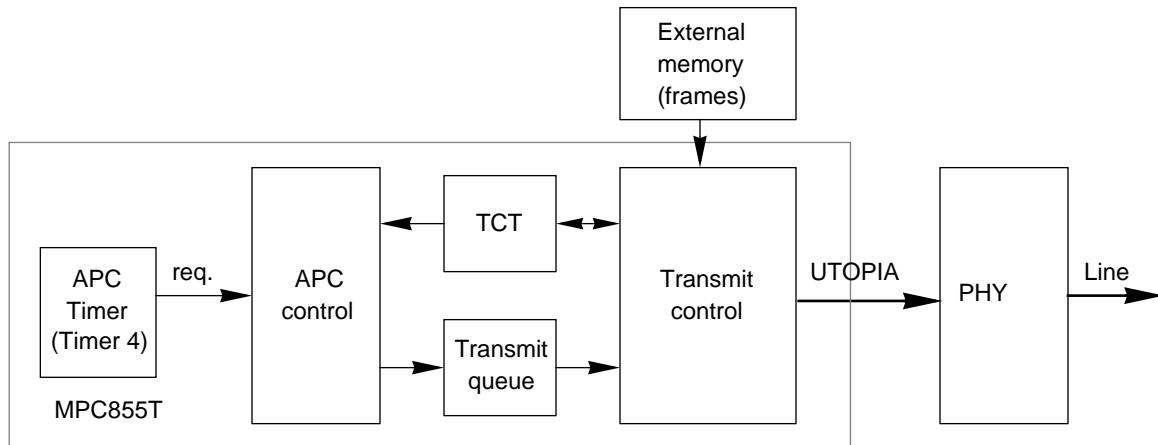 External
memory
(frames)
TCT
APC
Timer
(Timer 4)
req.
APC
control
Transmit
control
UTOPIA
PHY
Line
Transmit
queue
MPC855T